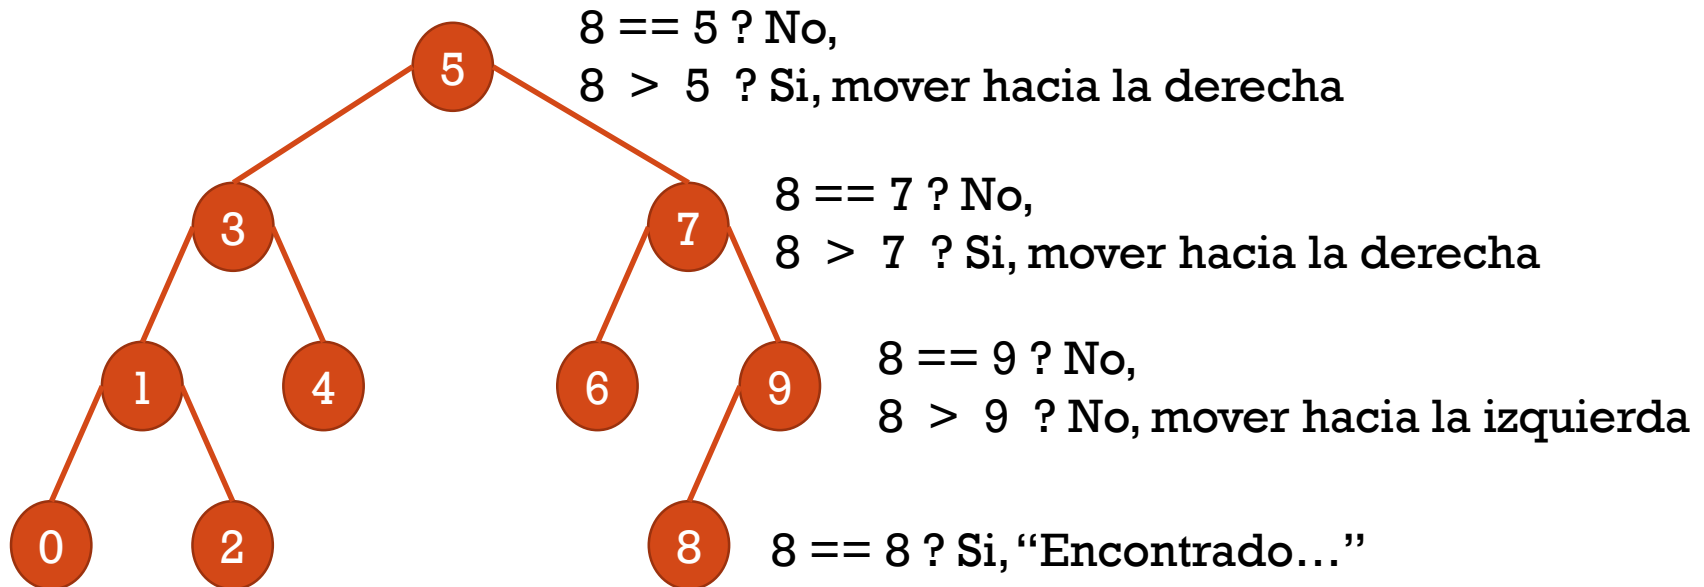 8 == 5 ? No,
5
8 > 5 ? Si, mover hacia la derecha
8 == 7 ? No,
3
7
8 > 7 ? Si, mover hacia la derecha
8 == 9 ? No,
1
4
6
9
8 > 9 ? No, mover hacia la izquierda
0
2
8
8 == 8 ? Si, “Encontrado…”